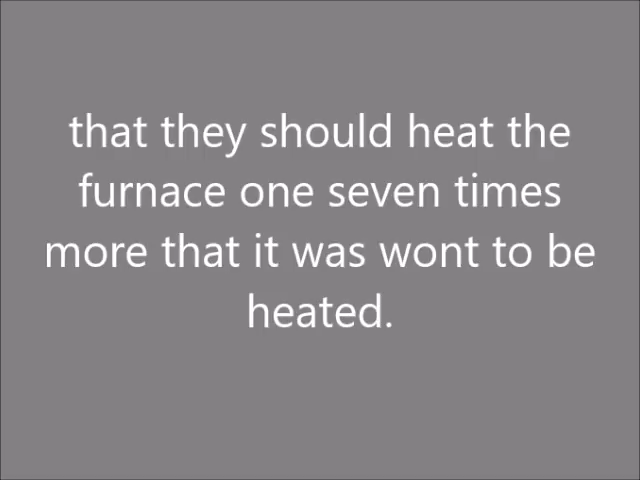 that they should heat the
furnace one seven times
more that it was wont to be
heated.